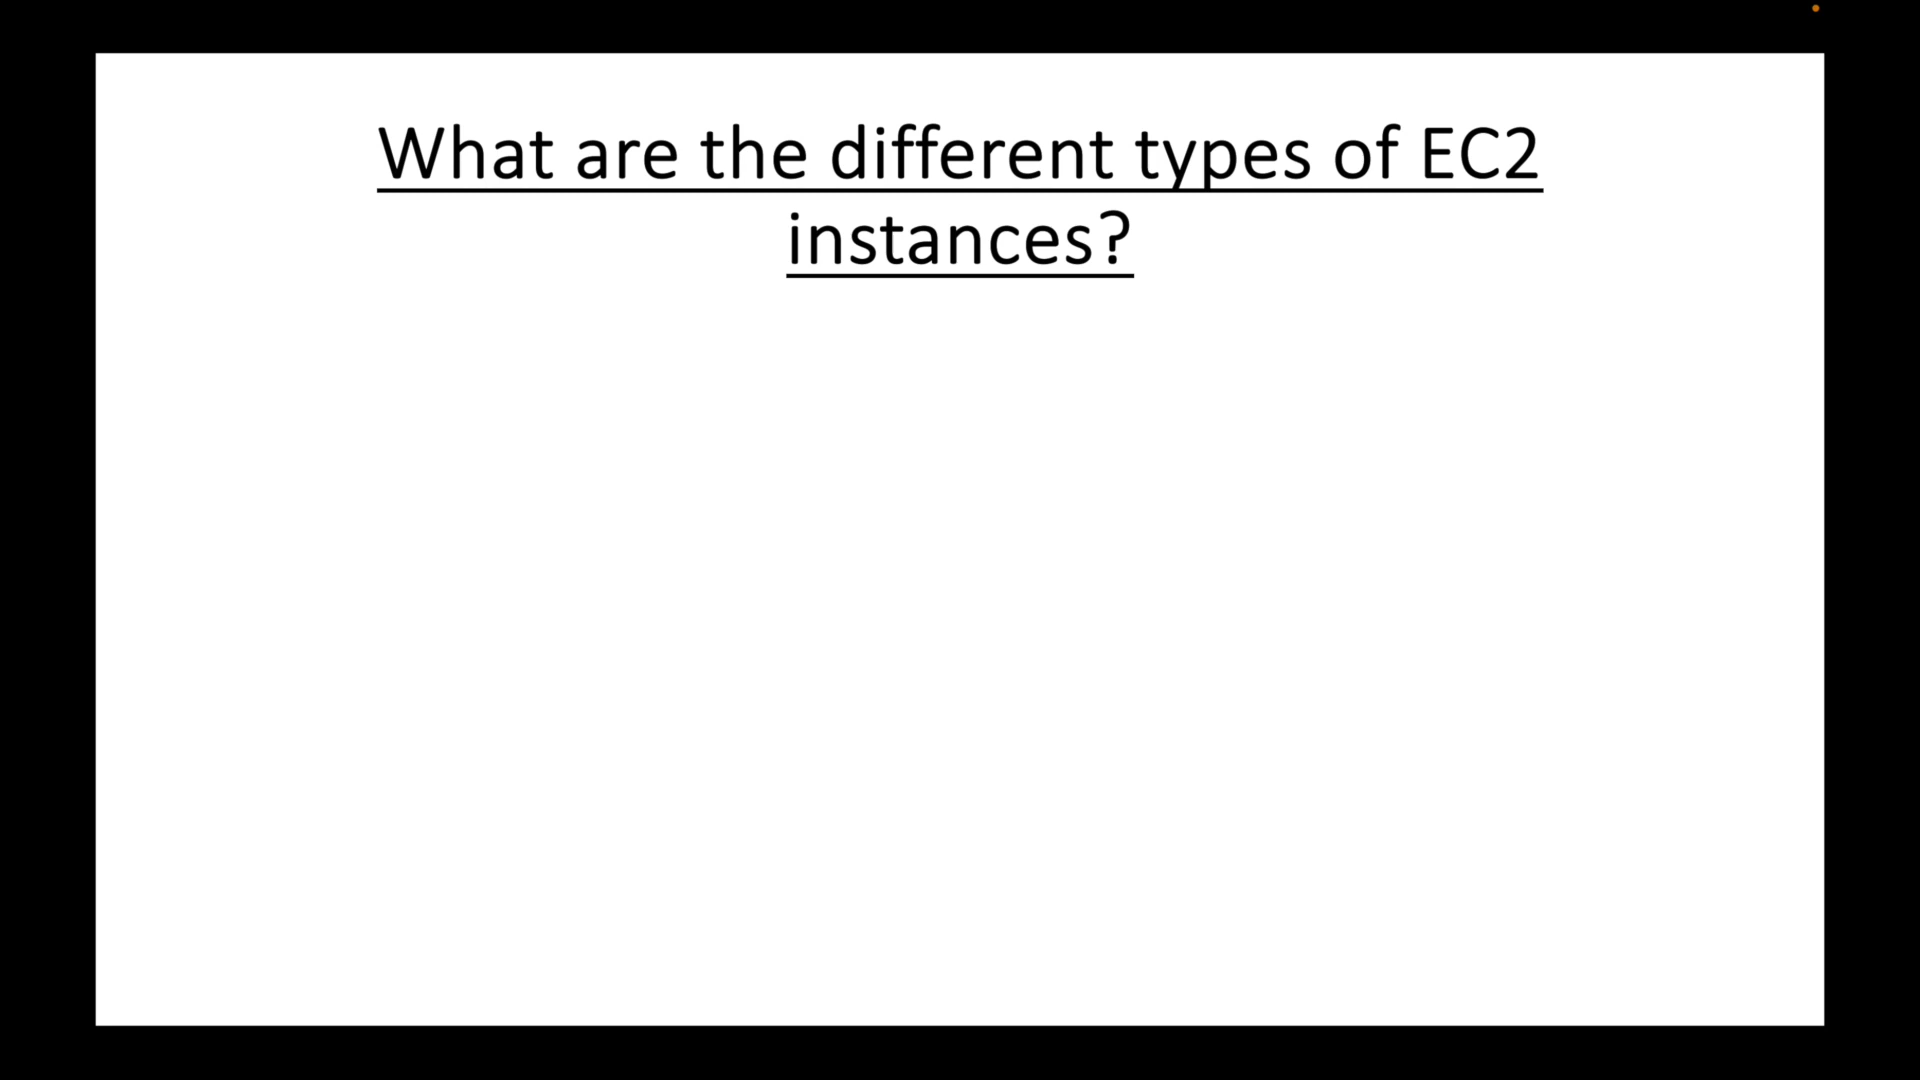 What are the different types of EC2
instances?